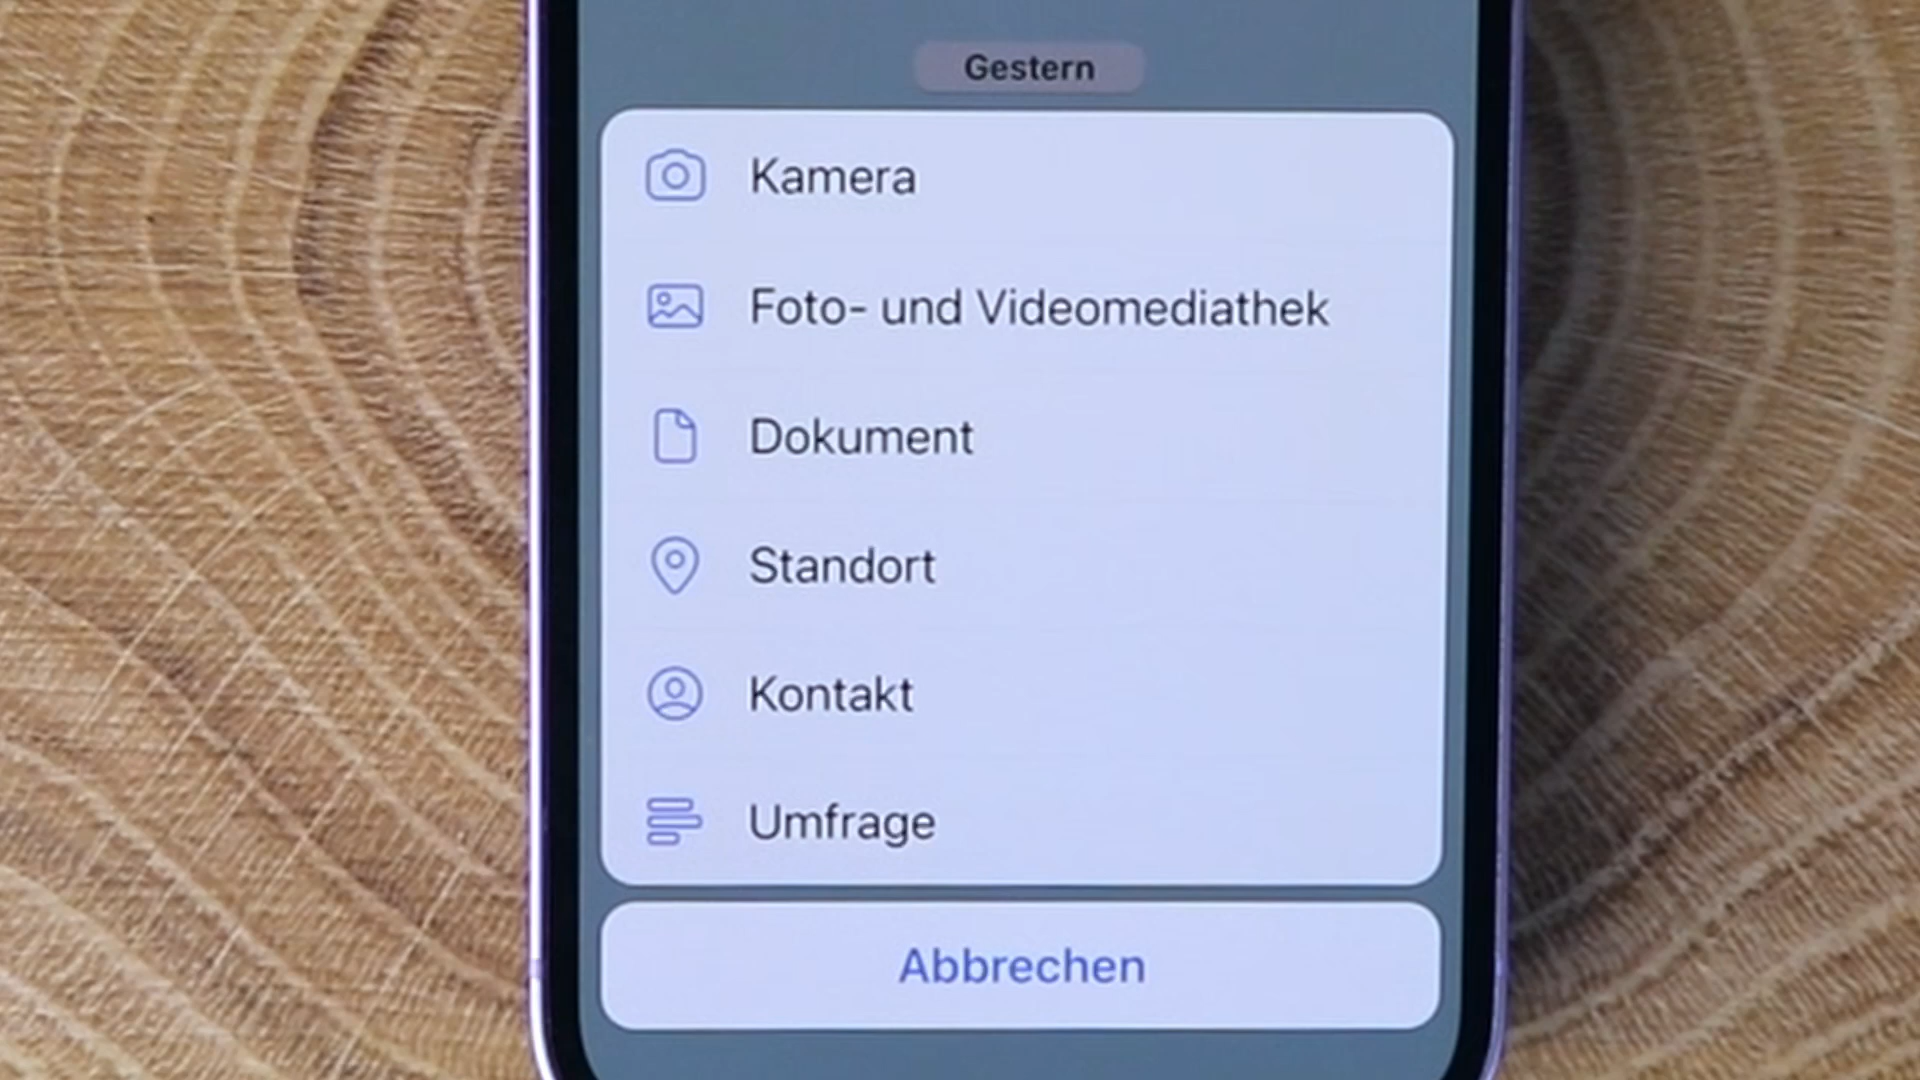 Gestern
Kamera
Foto- und Videomediathek
Dokument
Standort
Kontakt
Umfrage
Abbrechen